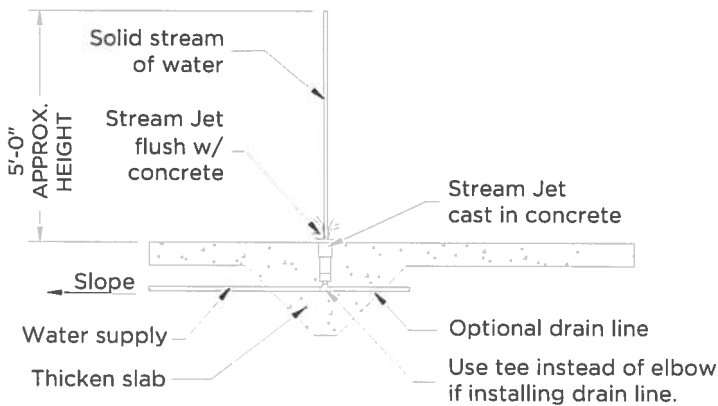 Solid stream
of water
5'-0"
APPROX.
HEIGHT
Stream Jet
flush w/
concrete
Stream Jet
cast in concrete
Slope
Water supply
Optional drain line
Thicken slab
Use tee instead of elbow
if installing drain line.